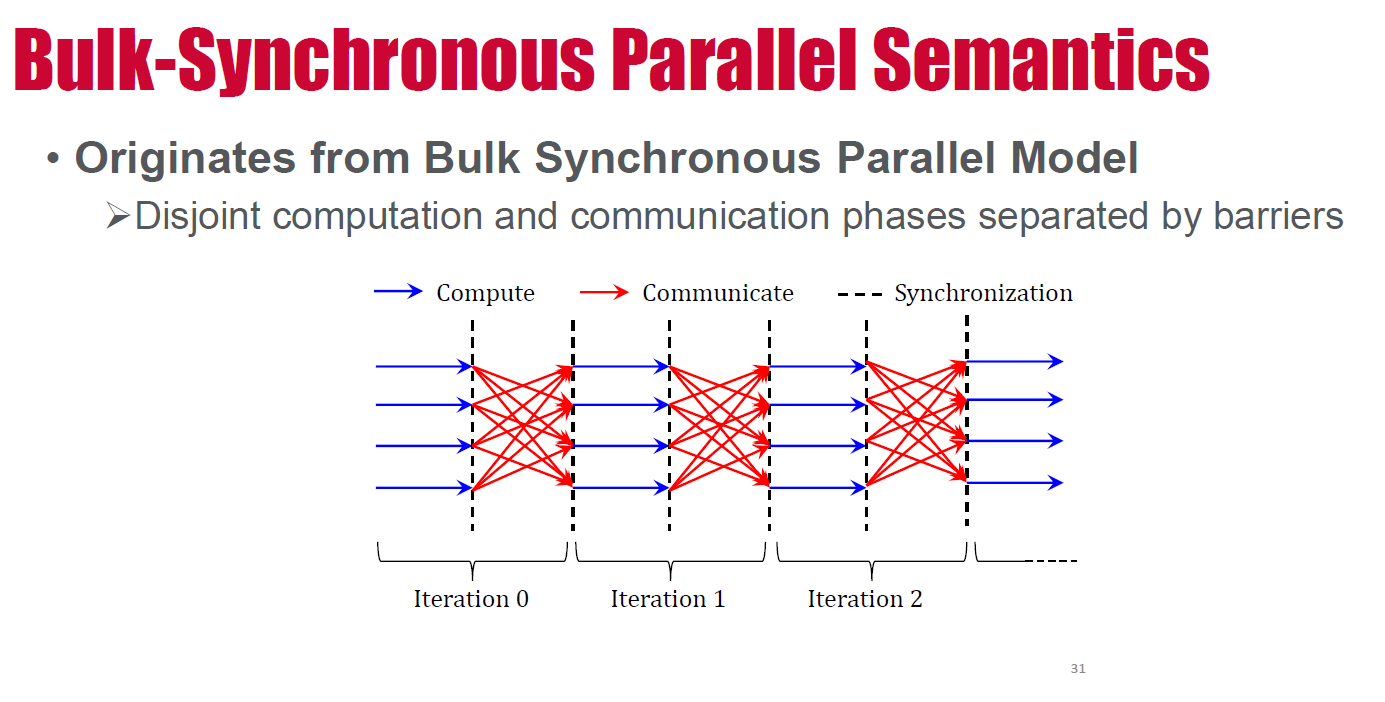 Bulk-Synchronous Parallel Semantics
• Originates from Bulk Synchronous Parallel Model
➢Disjoint computation and communication phases separated by barriers
Compute Communicate Synchronization
Iteration 0 Iteration 1 Iteration 2
31